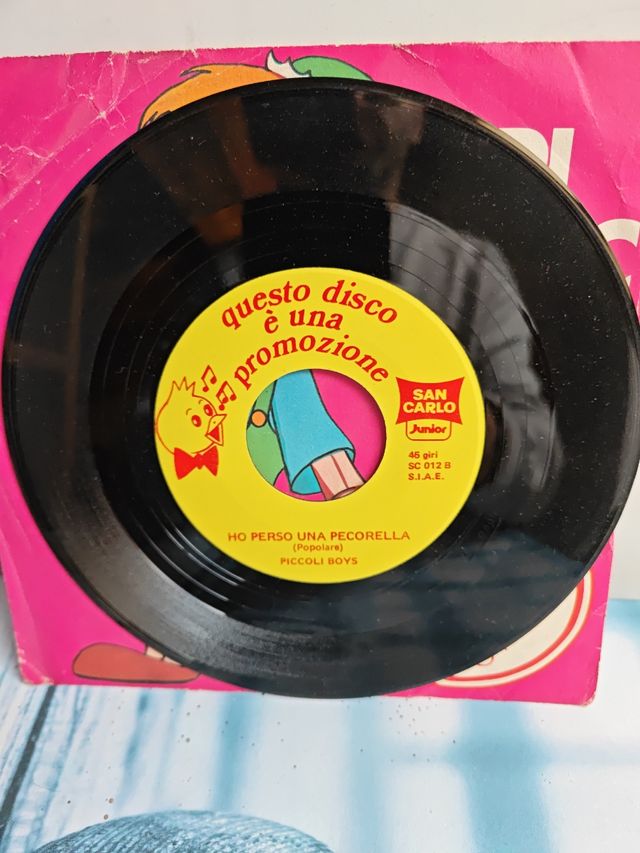 questo disco
è una
promozione
SAN
CARLO
Junior
45 giri
SC 012 B
S.I.A.E.
HO PERSO UNA PECORELLA
(Popolare)
PICCOLI BOYS